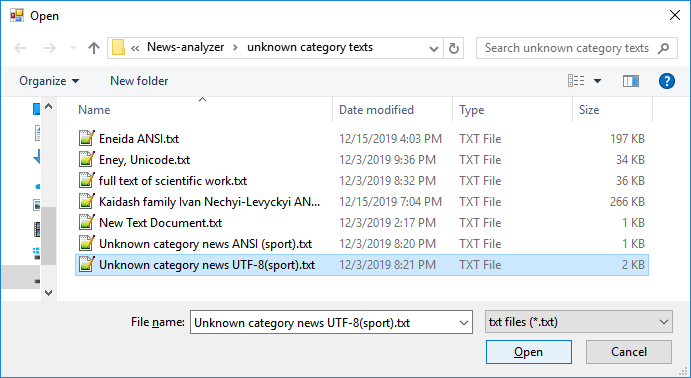 Open
« News-analyzer > unknown category texts
Search unknown category texts
Organize New folder
Name Date modified Type Size
Eneida ANSI.txt 12/15/2019 4:03 PM TXT File 197 KB
Eney, Unicode.txt 12/3/2019 9:36 PM TXT File 34 KB
full text of scientific work.txt 12/3/2019 8:32 PM TXT File 36 KB
Kaidash family Ivan Nechyi-Levyckyi AN... 12/15/2019 7:04 PM TXT File 266 KB
New Text Document.txt 12/3/2019 2:17 PM TXT File 1 KB
Unknown category news ANSI (sport).txt 12/3/2019 8:20 PM TXT File 1 KB
Unknown category news UTF-8(sport).txt 12/3/2019 8:21 PM TXT File 2 KB
File name: Unknown category news UTF-8(sport).txt txt files (*.txt)
Open Cancel